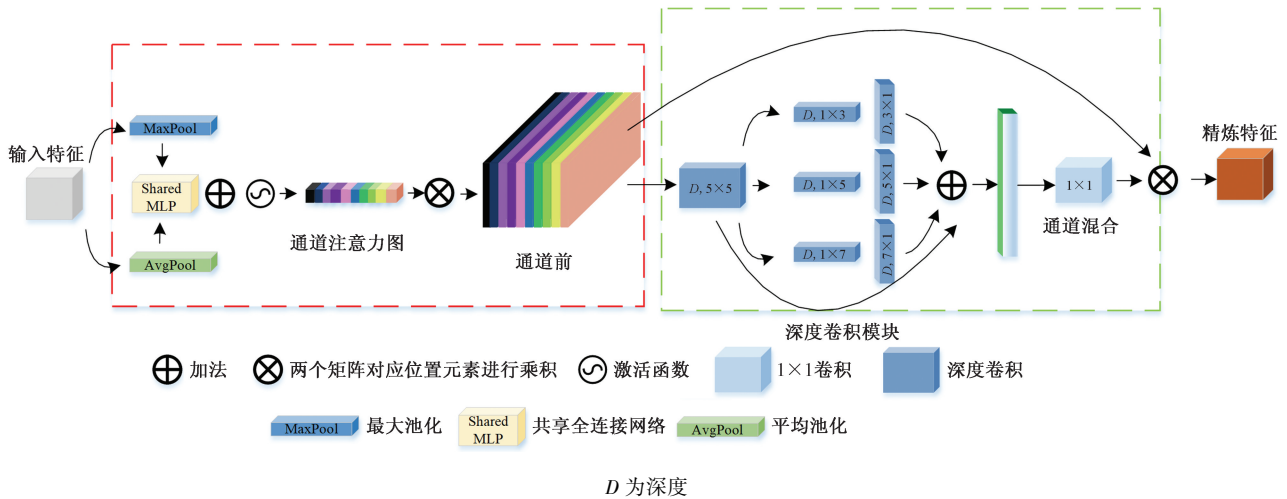 输入特征
MaxPool
Shared
MLP
AvgPool
通道注意力图
通道前
D, 5×5
D, 1×3
D, 3×1
D, 1×5
D, 5×1
D, 1×7
D, 7×1
1×1
通道混合
精炼特征
深度卷积模块
加法
两个矩阵对应位置元素进行乘积
激活函数
1×1卷积
深度卷积
MaxPool
最大池化
Shared
MLP
共享全连接网络
AvgPool
平均池化
D 为深度